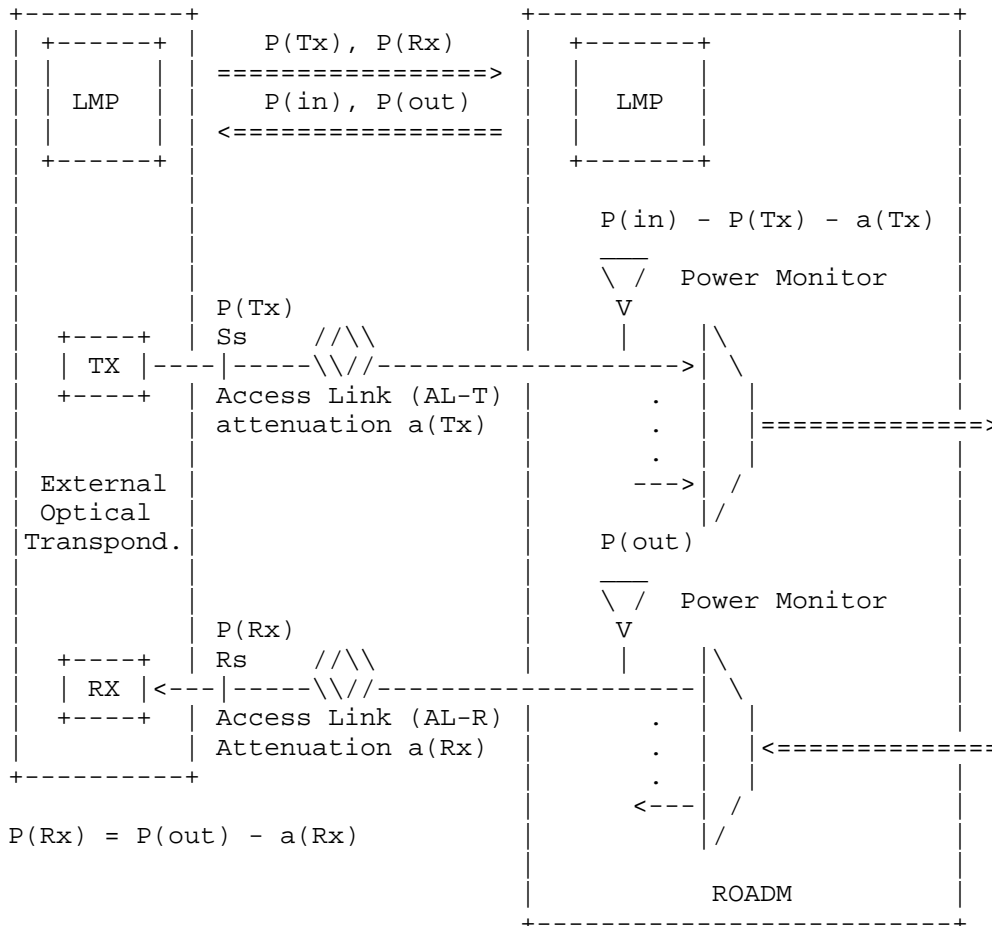 P(Tx), P(Rx)
LMP P(in), P(out) LMP
P(in) - P(Tx) - a(Tx)
Power Monitor
P(Tx) V
Ss
TX
Access Link (AL-T)
attenuation a(Tx)
External
Optical
Transpond. P(out)
Power Monitor
P(Rx) V
Rs
RX
Access Link (AL-R)
Attenuation a(Rx)
P(Rx) = P(out) - a(Rx)
ROADM